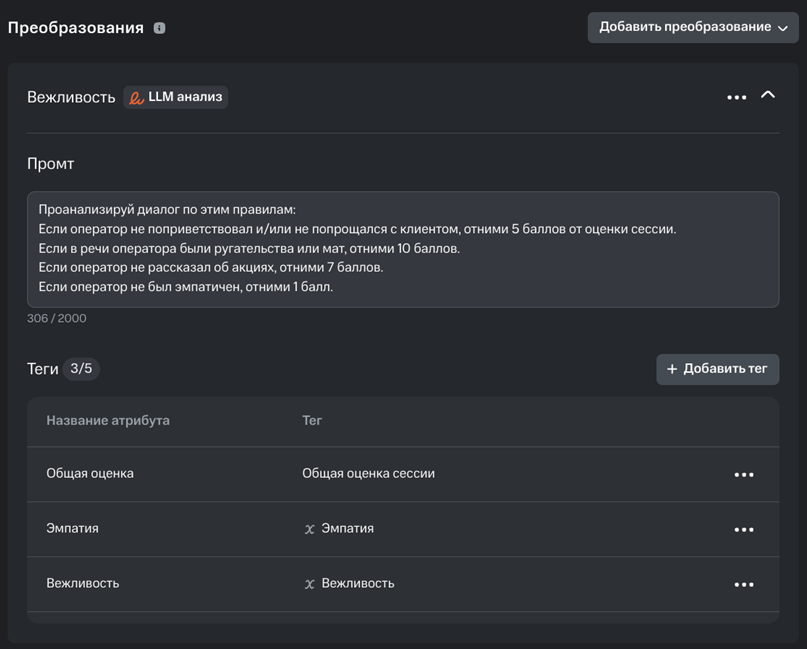 Преобразования
Добавить преобразование
Вежливость LLM анализ
Промт
Проанализируй диалог по этим правилам:
Если оператор не поприветствовал и/или не попрощался с клиентом, отними 5 баллов от оценки сессии.
Если в речи оператора были ругательства или мат, отними 10 баллов.
Если оператор не рассказал об акциях, отними 7 баллов.
Если оператор не был эмпатичен, отними 1 балл.
306 / 2000
Теги 3/5
+ Добавить тег
Название атрибута Тег
Общая оценка Общая оценка сессии
Эмпатия x Эмпатия
Вежливость x Вежливость